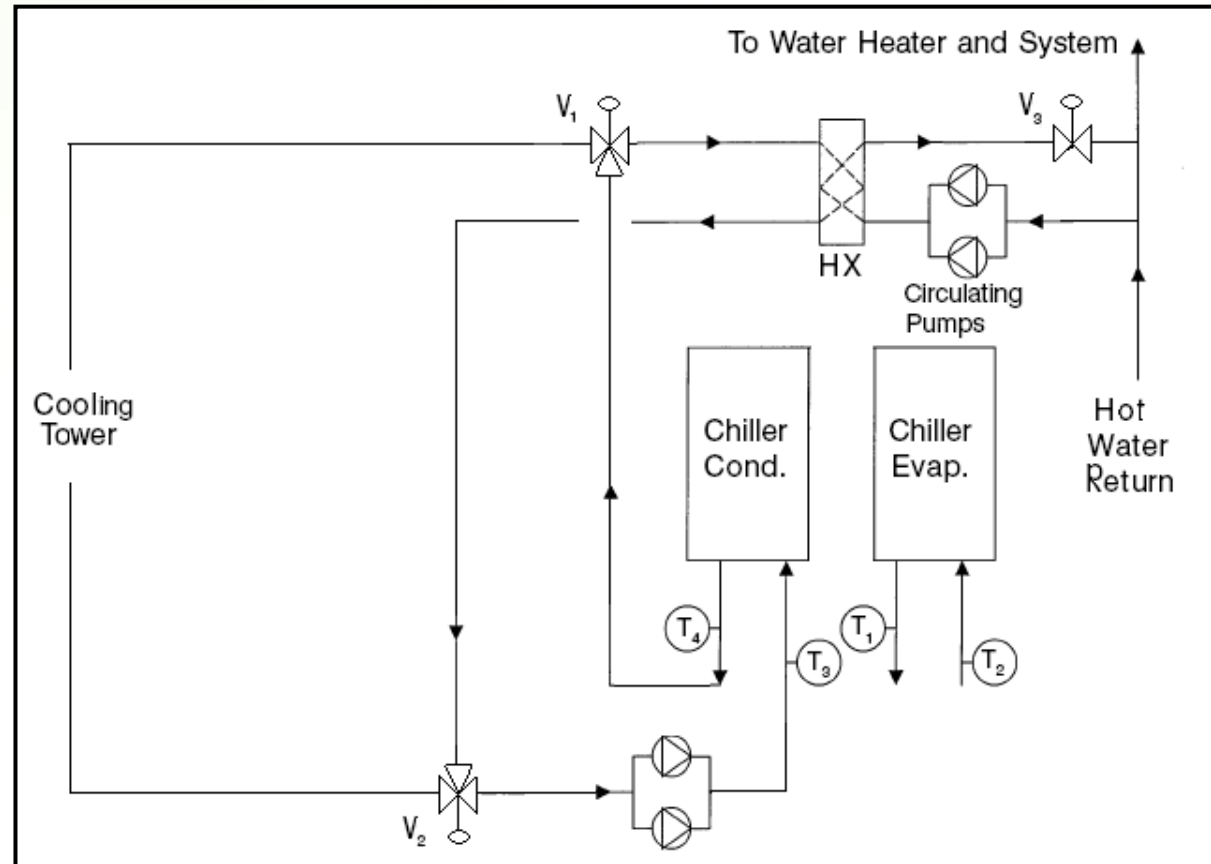 To Water Heater and System
V₁
V₃
HX
Circulating
Pumps
Cooling
Tower
Chiller
Cond.
Chiller
Evap.
Hot
Water
Return
T₄
T₃
T₁
T₂
V₂